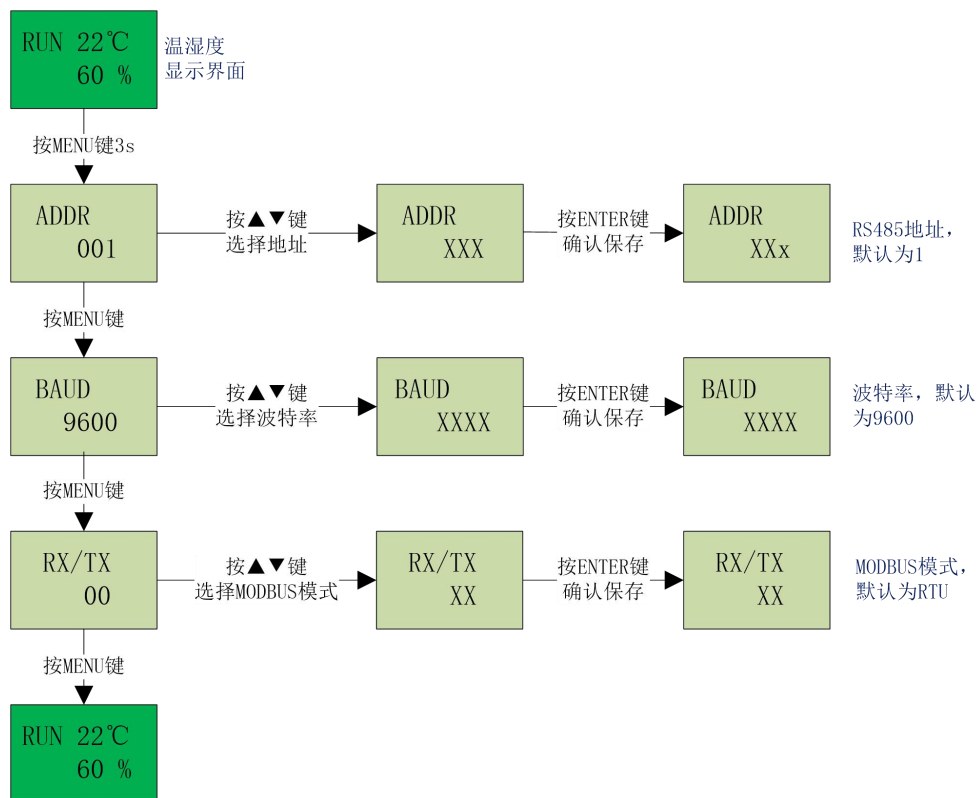 RUN 22℃
60 %
温湿度
显示界面
按MENU键3s
ADDR
001
按▲▼键
选择地址
ADDR
XXX
按ENTER键
确认保存
ADDR
XXx
RS485地址，
默认为1
按MENU键
BAUD
9600
按▲▼键
选择波特率
BAUD
XXXX
按ENTER键
确认保存
BAUD
XXXX
波特率，默认
为9600
按MENU键
RX/TX
00
按▲▼键
选择MODBUS模式
RX/TX
XX
按ENTER键
确认保存
RX/TX
XX
MODBUS模式，
默认为RTU
按MENU键
RUN 22℃
60 %